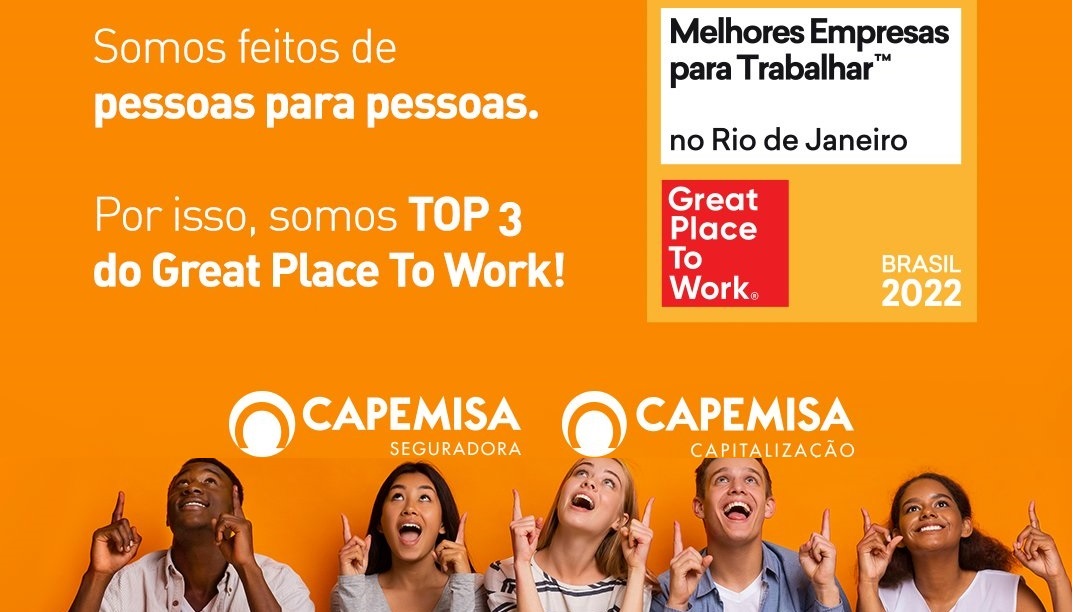 Somos feitos de
pessoas para pessoas.
Por isso, somos TOP 3
do Great Place To Work!
Melhores Empresas
para Trabalhar™
no Rio de Janeiro
Great
Place
To
Work®
BRASIL
2022
CAPEMISA
SEGURADORA
CAPEMISA
CAPITALIZAÇÃO